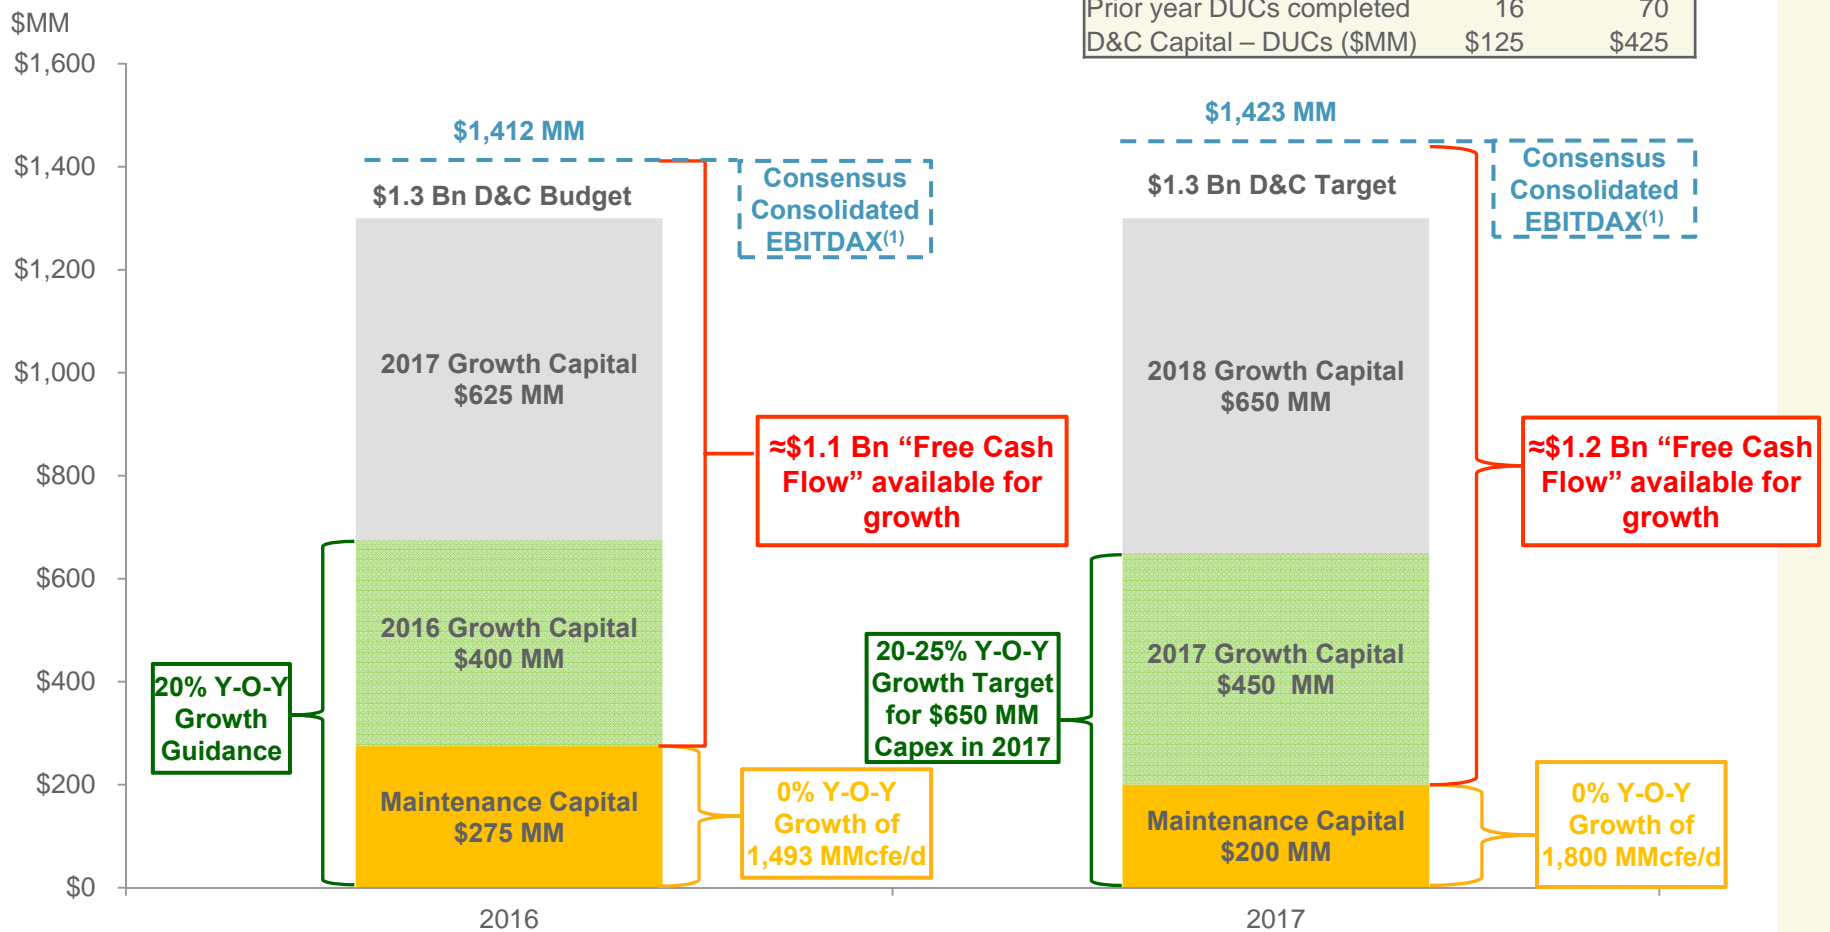 Prior year DUCs completed 16 70
D&C Capital – DUCs ($MM) $125 $425
$MM
$1,600
$1,400
$1,200
$1,000
$800
$600
$400
$200
$0
$1,412 MM
$1.3 Bn D&C Budget
Consensus
Consolidated
EBITDAX(1)
2017 Growth Capital
$625 MM
≈$1.1 Bn “Free Cash
Flow” available for
growth
2016 Growth Capital
$400 MM
20% Y-O-Y
Growth
Guidance
Maintenance Capital
$275 MM
0% Y-O-Y
Growth of
1,493 MMcfe/d
2016
$1,423 MM
$1.3 Bn D&C Target
Consensus
Consolidated
EBITDAX(1)
2018 Growth Capital
$650 MM
≈$1.2 Bn “Free Cash
Flow” available for
growth
20-25% Y-O-Y
Growth Target
for $650 MM
Capex in 2017
2017 Growth Capital
$450 MM
Maintenance Capital
$200 MM
0% Y-O-Y
Growth of
1,800 MMcfe/d
2017